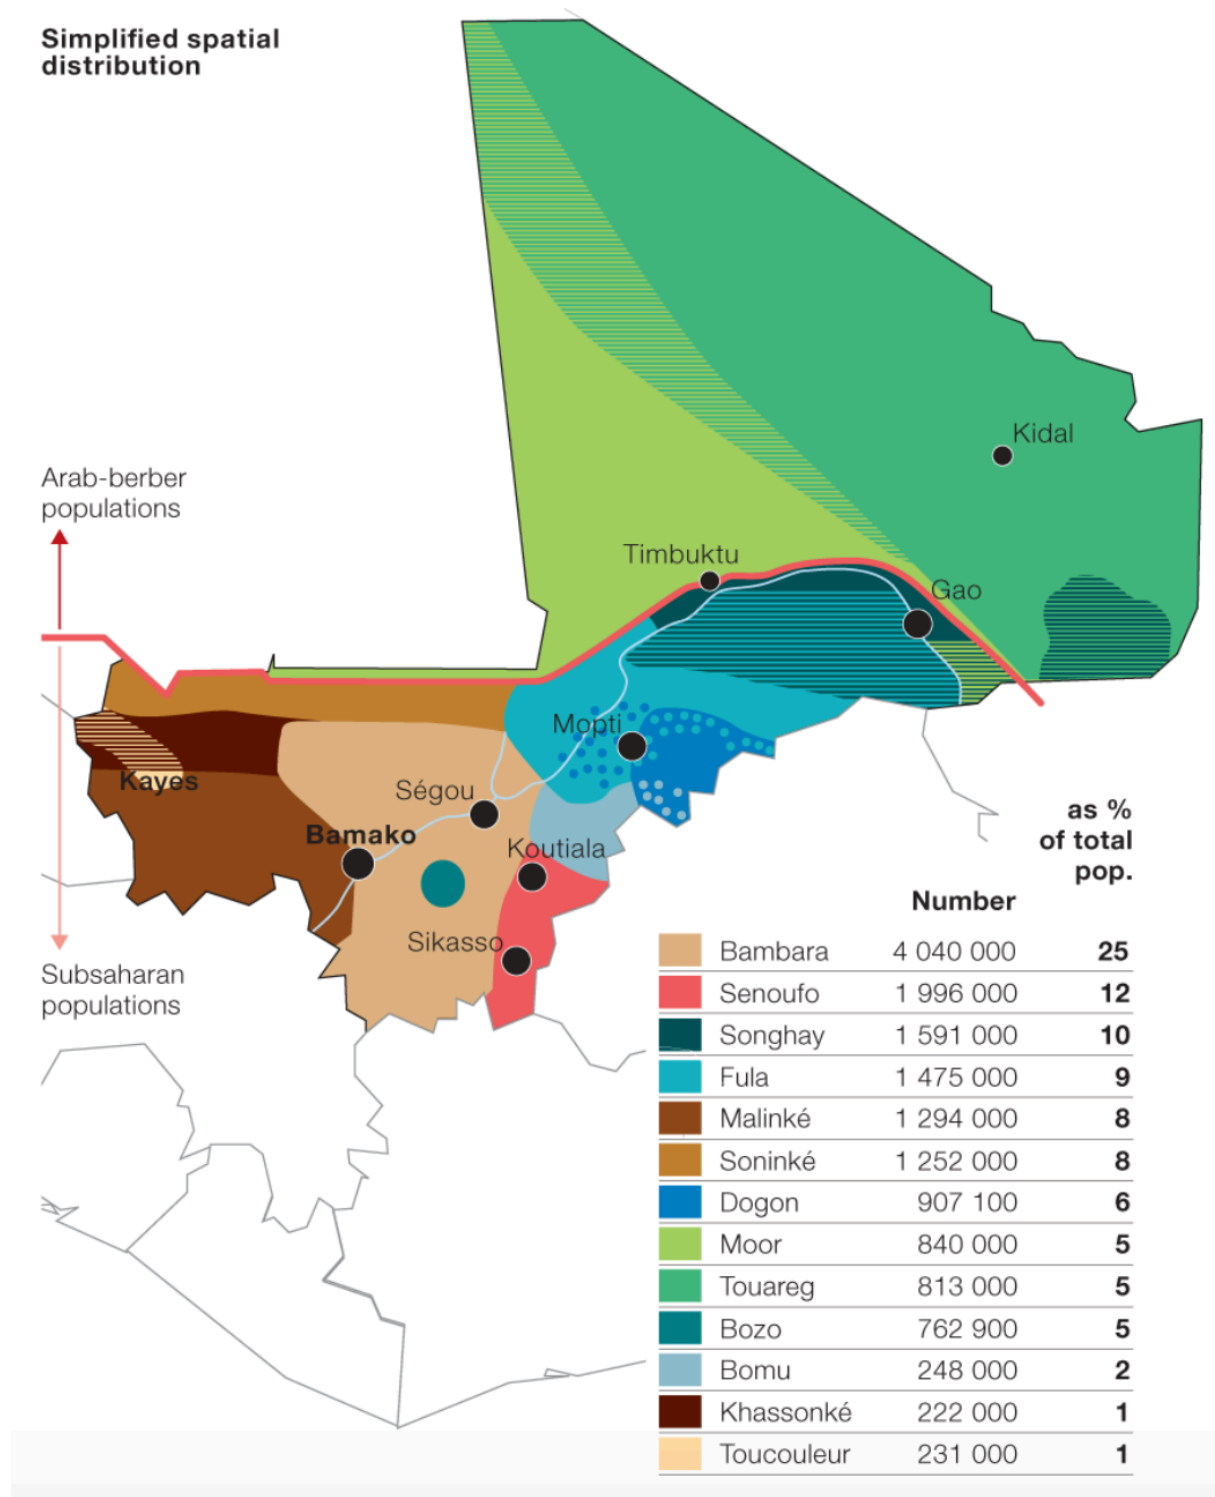 Simplified spatial
distribution
Kidal
Arab-berber
populations
Timbuktu
Gao
Mopti
Kayes
Ségou
Bamako
Koutiala
Sikasso
Subsaharan
populations
as %
of total
pop.
Number
Bambara 4 040 000 25
Senoufo 1 996 000 12
Songhay 1 591 000 10
Fula 1 475 000 9
Malinké 1 294 000 8
Soninké 1 252 000 8
Dogon 907 100 6
Moor 840 000 5
Touareg 813 000 5
Bozo 762 900 5
Bomu 248 000 2
Khassonké 222 000 1
Toucouleur 231 000 1